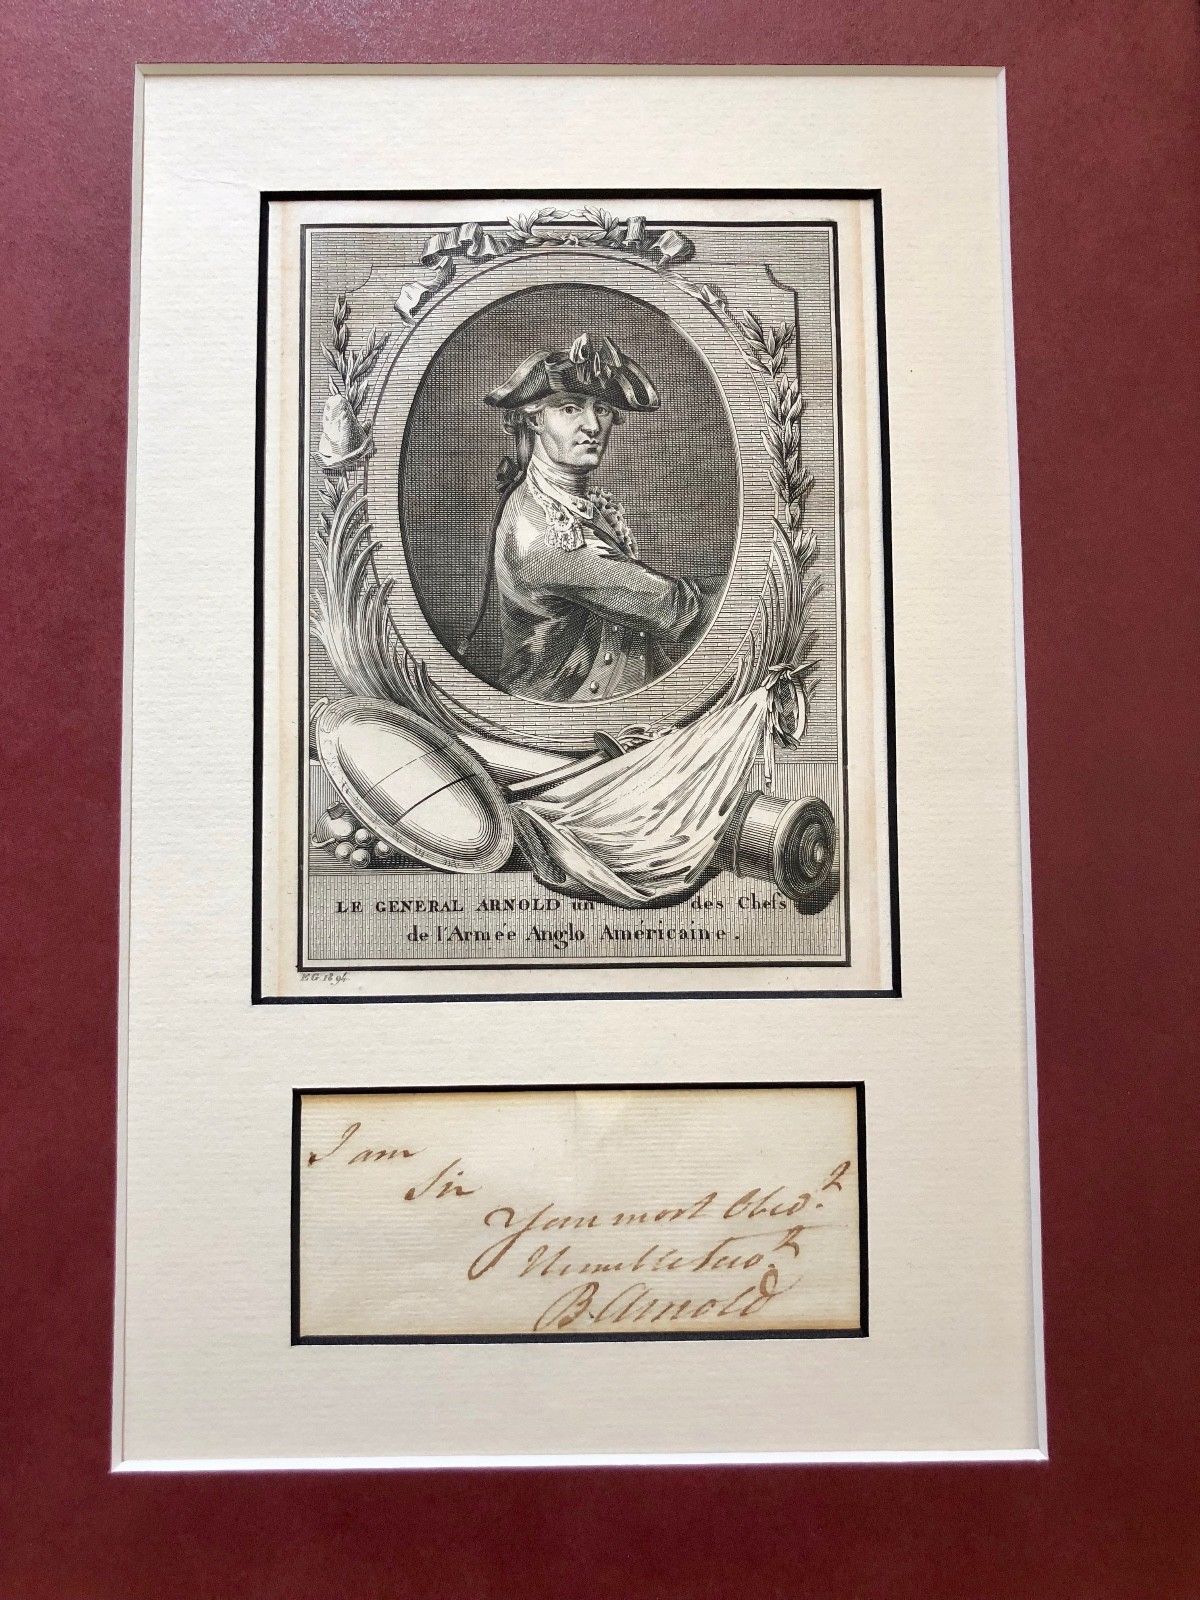 LE GENERAL ARNOLD un des Chefs
de l'Armée Anglo Américaine.
I am
Sir
Your most Obed.t
Humble Serv.t
B. Arnold